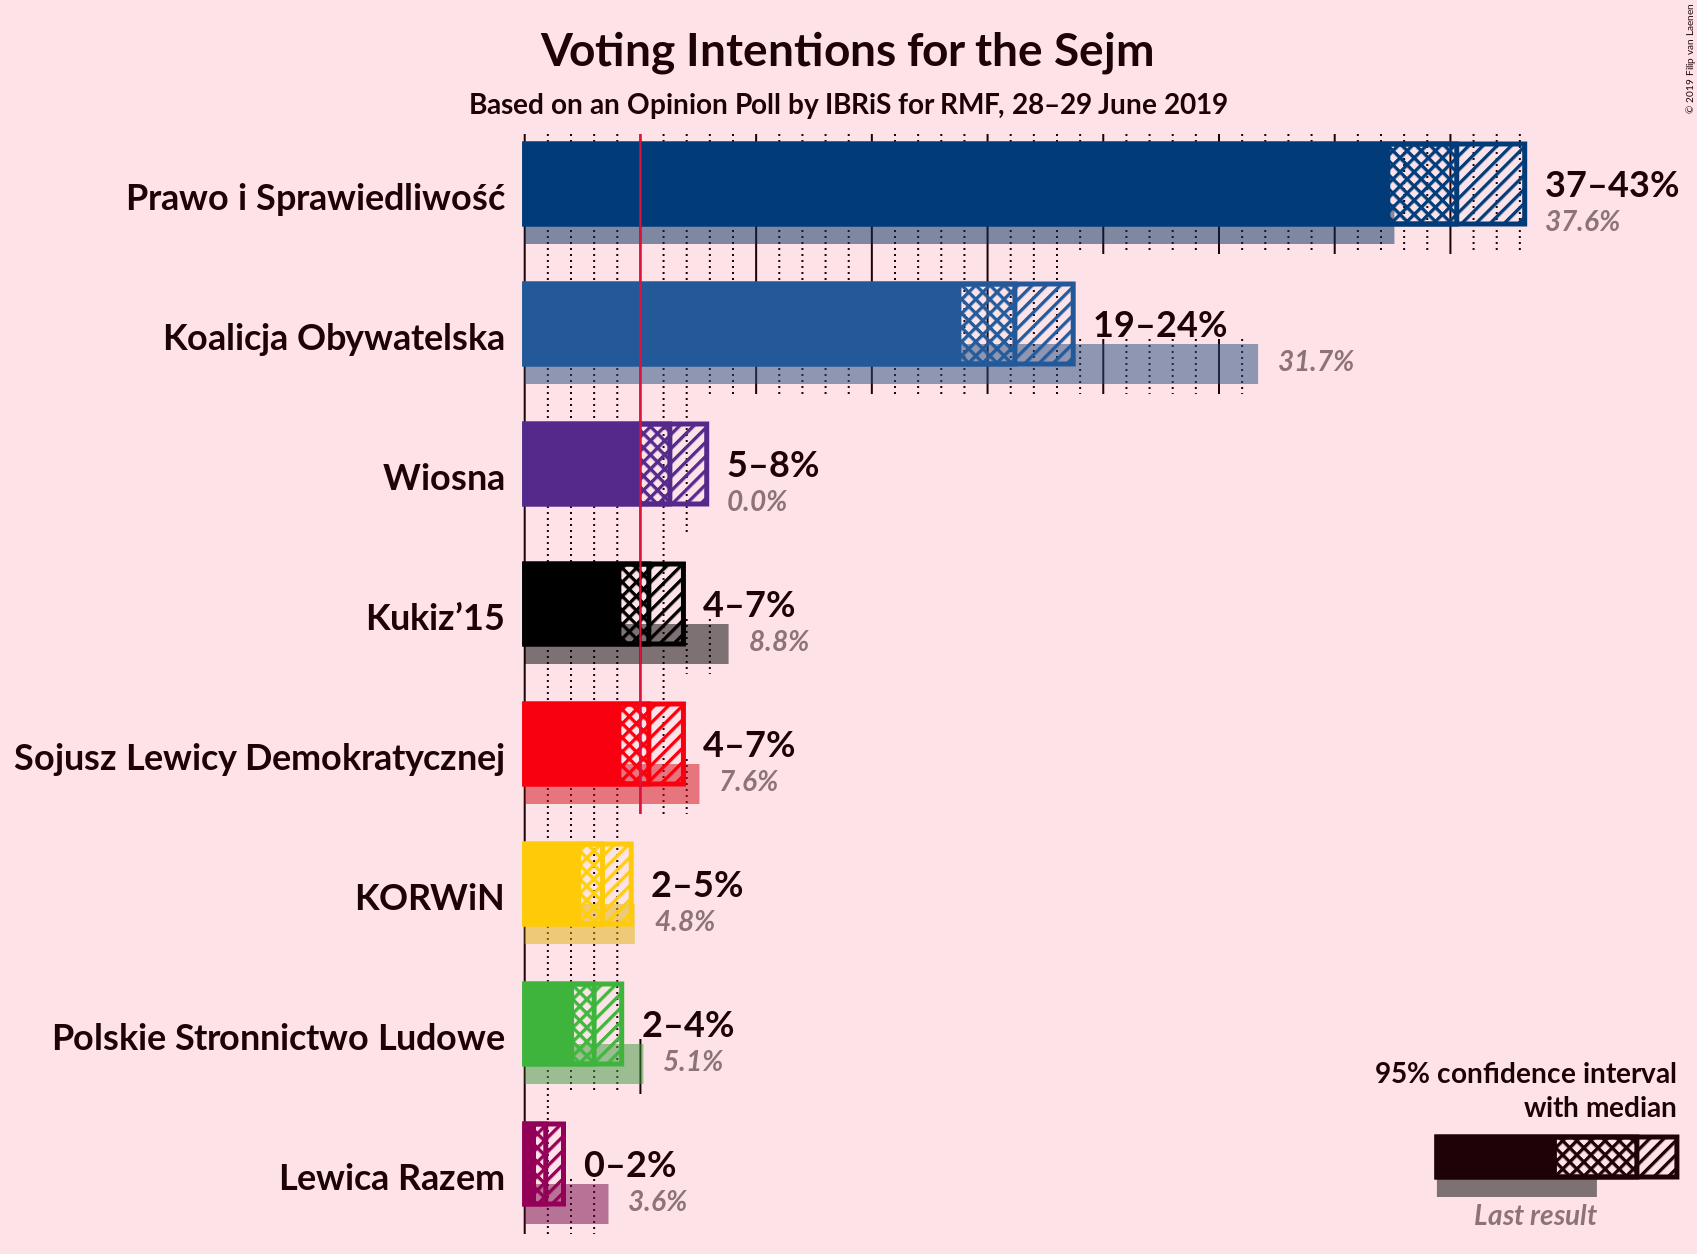 Voting Intentions for the Sejm
Based on an Opinion Poll by IBRiS for RMF, 28–29 June 2019
© 2019 Filip van Laenen
Prawo i Sprawiedliwość
37–43%
37.6%
Koalicja Obywatelska
19–24%
31.7%
Wiosna
5–8%
0.0%
Kukiz’15
4–7%
8.8%
Sojusz Lewicy Demokratycznej
4–7%
7.6%
KORWiN
2–5%
4.8%
Polskie Stronnictwo Ludowe
2–4%
5.1%
Lewica Razem
0–2%
3.6%
95% confidence interval
with median
Last result